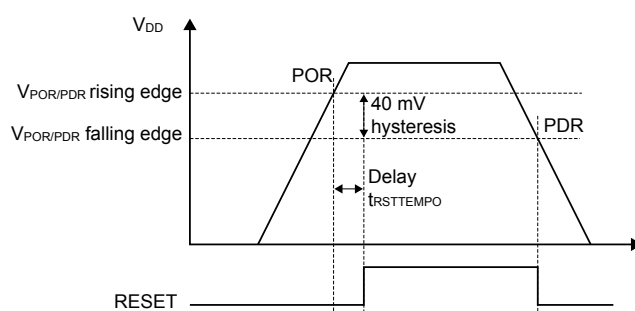 VDD
POR
VPOR/PDR rising edge
40 mV
hysteresis
PDR
VPOR/PDR falling edge
Delay
tRSTTEMPO
RESET